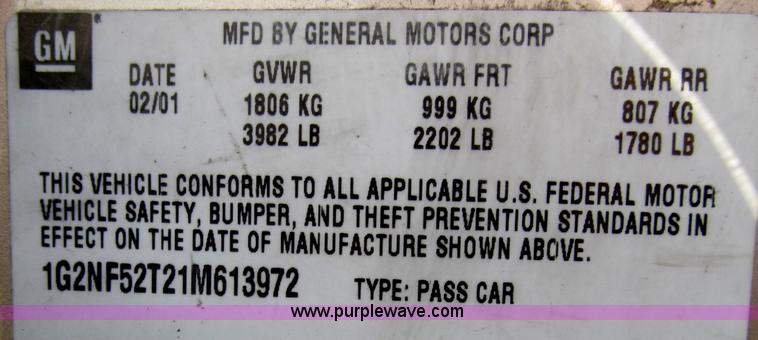 GM
MFD BY GENERAL MOTORS CORP
DATE GVWR GAWR FRT GAWR RR
02/01 1806 KG 999 KG 807 KG
3982 LB 2202 LB 1780 LB
THIS VEHICLE CONFORMS TO ALL APPLICABLE U.S. FEDERAL MOTOR
VEHICLE SAFETY, BUMPER, AND THEFT PREVENTION STANDARDS IN
EFFECT ON THE DATE OF MANUFACTURE SHOWN ABOVE.
1G2NF52T21M613972 TYPE: PASS CAR
www.purplewave.com